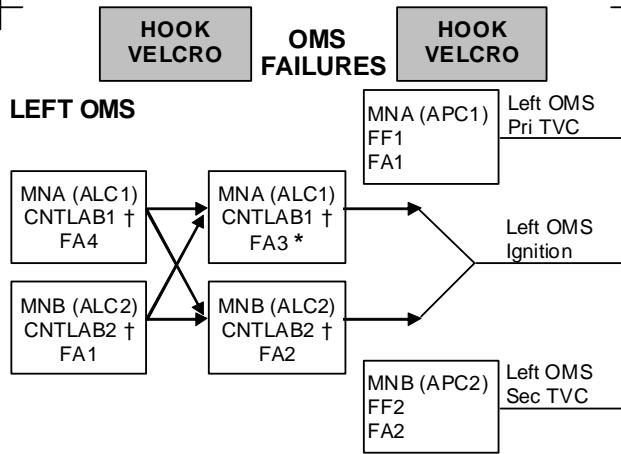 HOOK
VELCRO
OMS
FAILURES
HOOK
VELCRO
LEFT OMS
MNA (APC1)
FF1
FA1
Left OMS
Pri TVC
MNA (ALC1)
CNTLAB1 †
FA4
MNA (ALC1)
CNTLAB1 †
FA3 *
Left OMS
Ignition
MNB (ALC2)
CNTLAB2 †
FA1
MNB (ALC2)
CNTLAB2 †
FA2
MNB (APC2)
FF2
FA2
Left OMS
Sec TVC